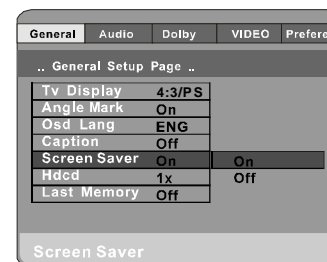 General Audio Dolby VIDEO Prefere
.. General Setup Page ..
Tv Display 4:3/PS
Angle Mark On
Osd Lang ENG
Caption Off
Screen Saver On On
Hdcd 1x Off
Last Memory Off
Screen Saver